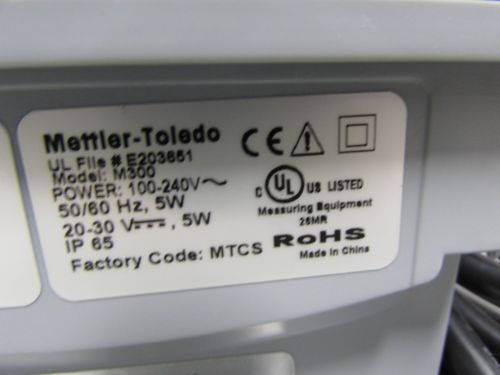 Mettler-Toledo
UL File # E203651
Model: M300
POWER: 100-240V~
50/60 Hz, 5W
20-30 V⎓, 5W
IP 65
Factory Code: MTCS
CE
C UL US LISTED
Measuring Equipment
26MR
RoHS
Made in China